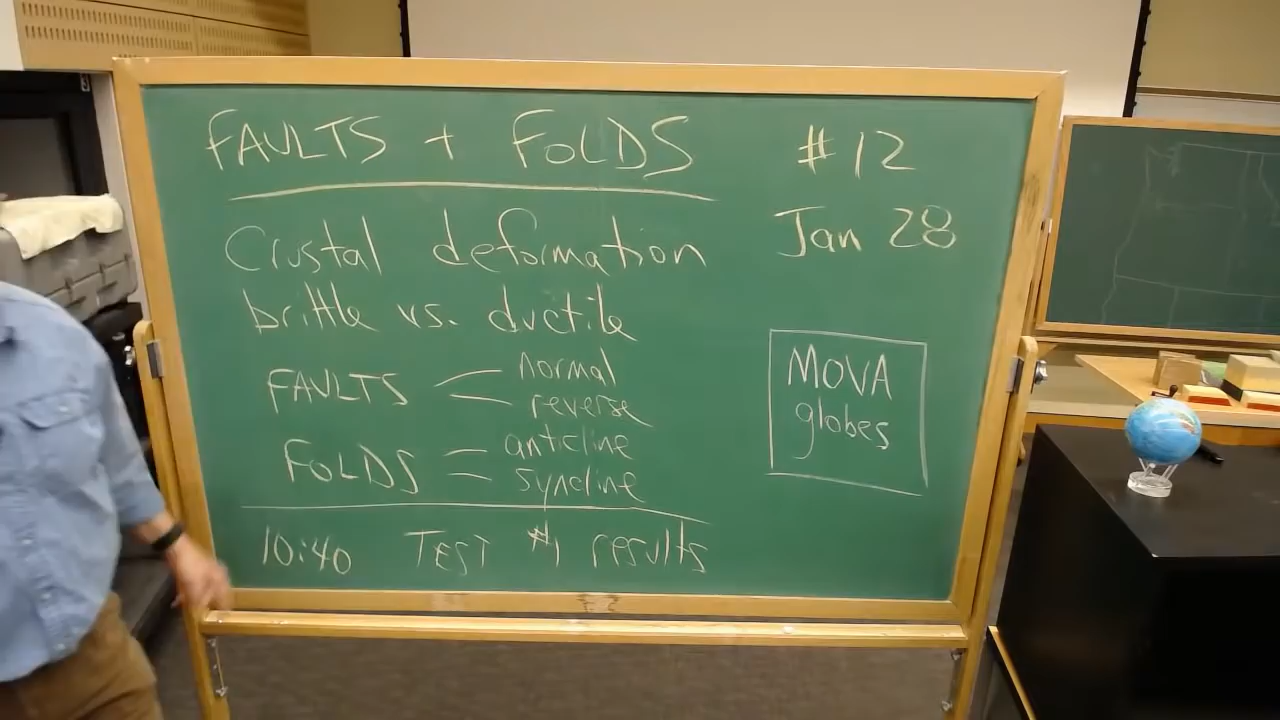 FAULTS + FOLDS
#12
Jan 28
Crustal deformation
brittle vs. ductile
FAULTS
normal
reverse
FOLDS
anticline
syncline
MOVA
globes
10:40 TEST #1 results